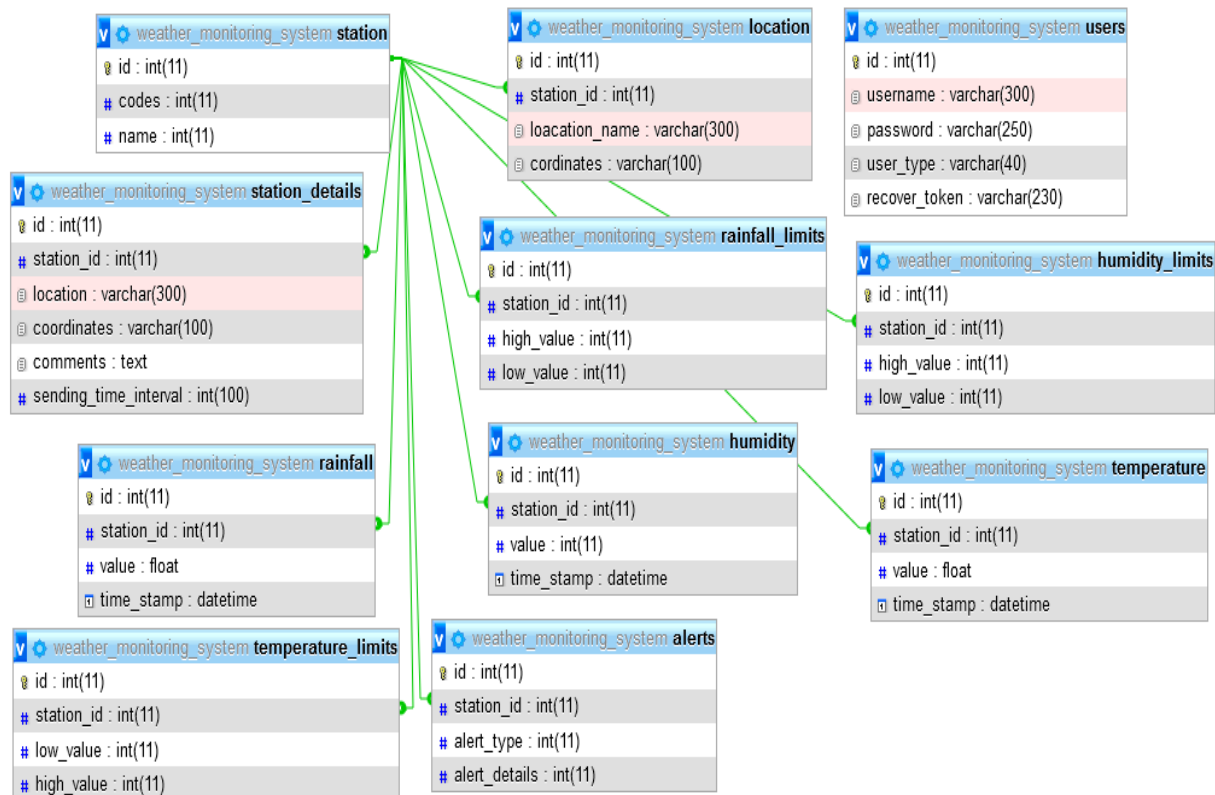 weather_monitoring_system station
id : int(11)
codes : int(11)
name : int(11)
weather_monitoring_system location
id : int(11)
station_id : int(11)
loacation_name : varchar(300)
cordinates : varchar(100)
weather_monitoring_system users
id : int(11)
username : varchar(300)
password : varchar(250)
user_type : varchar(40)
recover_token : varchar(230)
weather_monitoring_system station_details
id : int(11)
station_id : int(11)
location : varchar(300)
coordinates : varchar(100)
comments : text
sending_time_interval : int(100)
weather_monitoring_system rainfall_limits
id : int(11)
station_id : int(11)
high_value : int(11)
low_value : int(11)
weather_monitoring_system humidity_limits
id : int(11)
station_id : int(11)
high_value : int(11)
low_value : int(11)
weather_monitoring_system rainfall
id : int(11)
station_id : int(11)
value : float
time_stamp : datetime
weather_monitoring_system humidity
id : int(11)
station_id : int(11)
value : int(11)
time_stamp : datetime
weather_monitoring_system temperature
id : int(11)
station_id : int(11)
value : float
time_stamp : datetime
weather_monitoring_system temperature_limits
id : int(11)
station_id : int(11)
low_value : int(11)
high_value : int(11)
weather_monitoring_system alerts
id : int(11)
station_id : int(11)
alert_type : int(11)
alert_details : int(11)